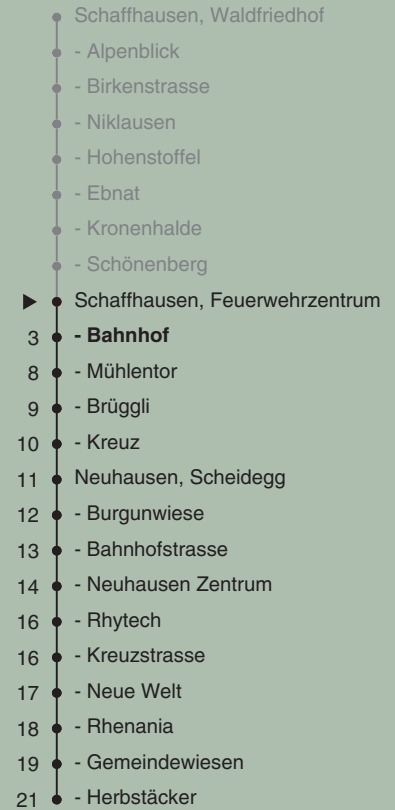 Schaffhausen, Waldfriedhof
- Alpenblick
- Birkenstrasse
- Niklausen
- Hohenstoffel
- Ebnat
- Kronenhalde
- Schönenberg
Schaffhausen, Feuerwehrzentrum
3 - Bahnhof
8 - Mühlentor
9 - Brüggli
10 - Kreuz
11 Neuhausen, Scheidegg
12 - Burgunwiese
13 - Bahnhofstrasse
14 - Neuhausen Zentrum
16 - Rhytech
16 - Kreuzstrasse
17 - Neue Welt
18 - Rhenania
19 - Gemeindewiesen
21 - Herbstäcker